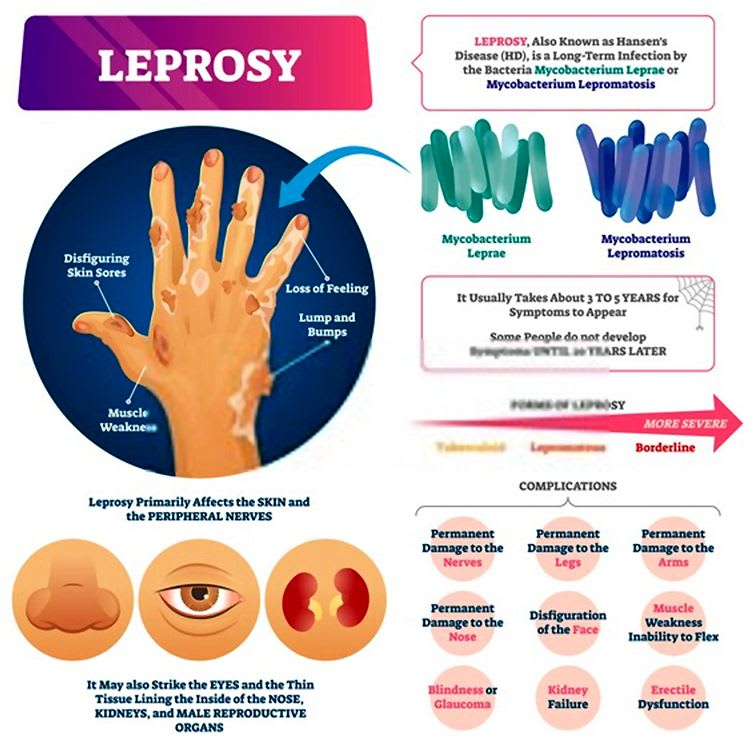 LEPROSY
LEPROSY, Also Known as Hansen's
Disease (HD), is a Long-Term Infection by
the Bacteria Mycobacterium Leprae or
Mycobacterium Lepromatosis
Mycobacterium
Leprae
Mycobacterium
Lepromatosis
Disfiguring
Skin Sores
Loss of Feeling
Lump and
Bumps
Muscle
It Usually Takes About 3 TO 5 YEARS for
Symptoms to Appear
Some People do not develop
Symptoms UNTIL 20 YEARS LATER
FORMS OF LEPROSY
MORE SEVERE
Borderline
Leprosy Primarily Affects the SKIN and
the PERIPHERAL NERVES
It May also Strike the EYES and the Thin
Tissue Lining the Inside of the NOSE,
KIDNEYS, and MALE REPRODUCTIVE
ORGANS
COMPLICATIONS
Permanent
Damage to the
Nerves
Permanent
Damage to the
Legs
Permanent
Damage to the
Arms
Permanent
Damage to the
Nose
Disfiguration
of the Face
Muscle
Weakness
Inability to Flex
Blindness or
Glaucoma
Kidney
Failure
Erectile
Dysfunction